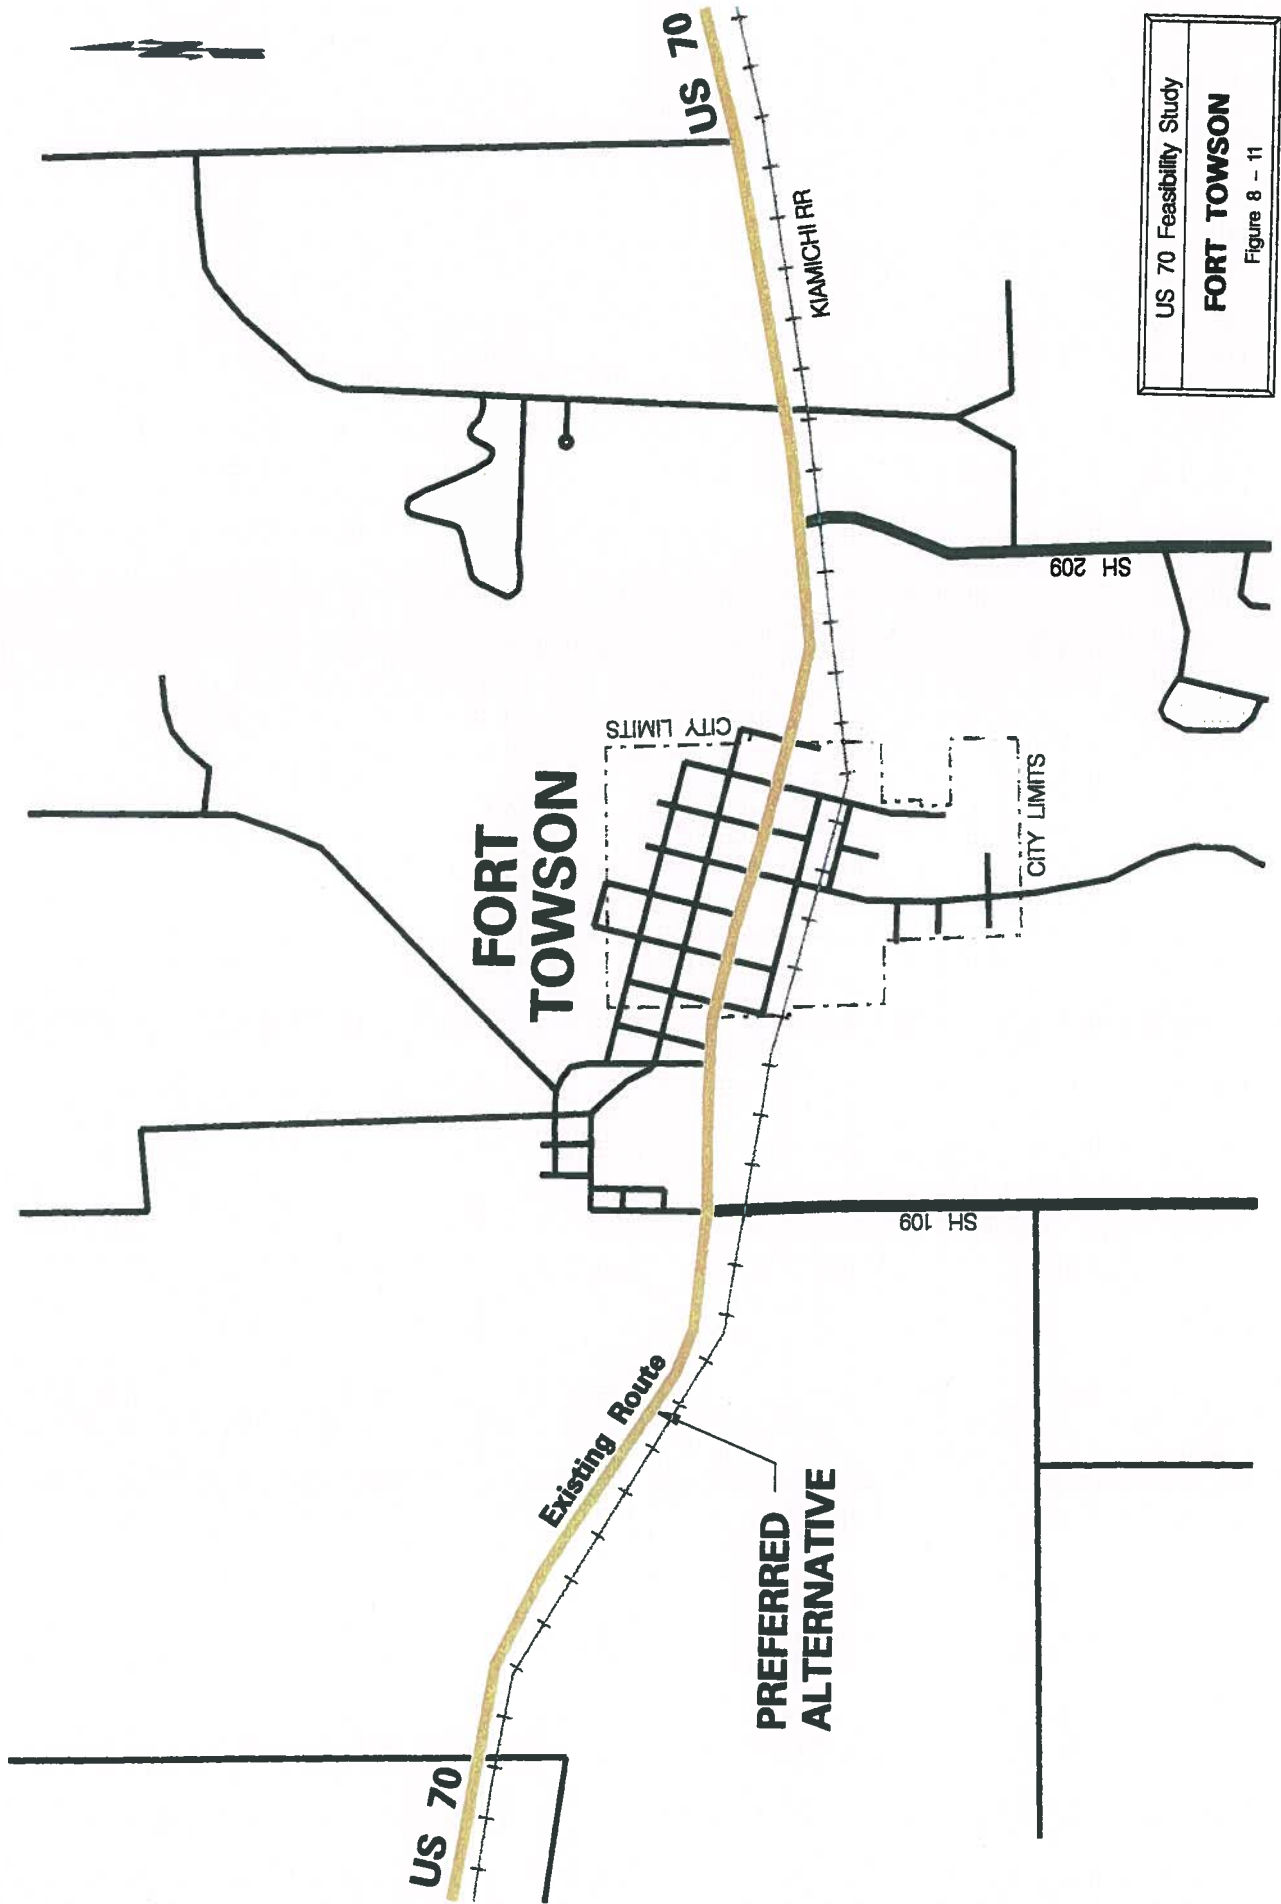 US 70
US 70
FORT
TOWSON
CITY LIMITS
CITY LIMITS
KIAMICHI RR
SH 209
SH 109
Existing Route
PREFERRED
ALTERNATIVE
US 70 Feasibility Study
FORT TOWSON
Figure 8 - 11